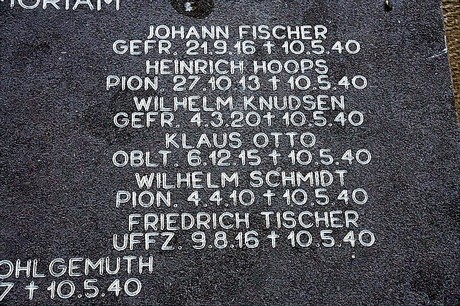 JOHANN FISCHER
GEFR. 21.9.16 † 10.5.40
HEINRICH HOOPS
PION. 27.10.13 † 10.5.40
WILHELM KNUDSEN
GEFR. 4.3.20 † 10.5.40
KLAUS OTTO
OBLT. 6.12.15 † 10.5.40
WILHELM SCHMIDT
PION. 4.4.10 † 10.5.40
FRIEDRICH TISCHER
UFFZ. 9.8.16 † 10.5.40
OHLGEMUTH
7 † 10.5.40